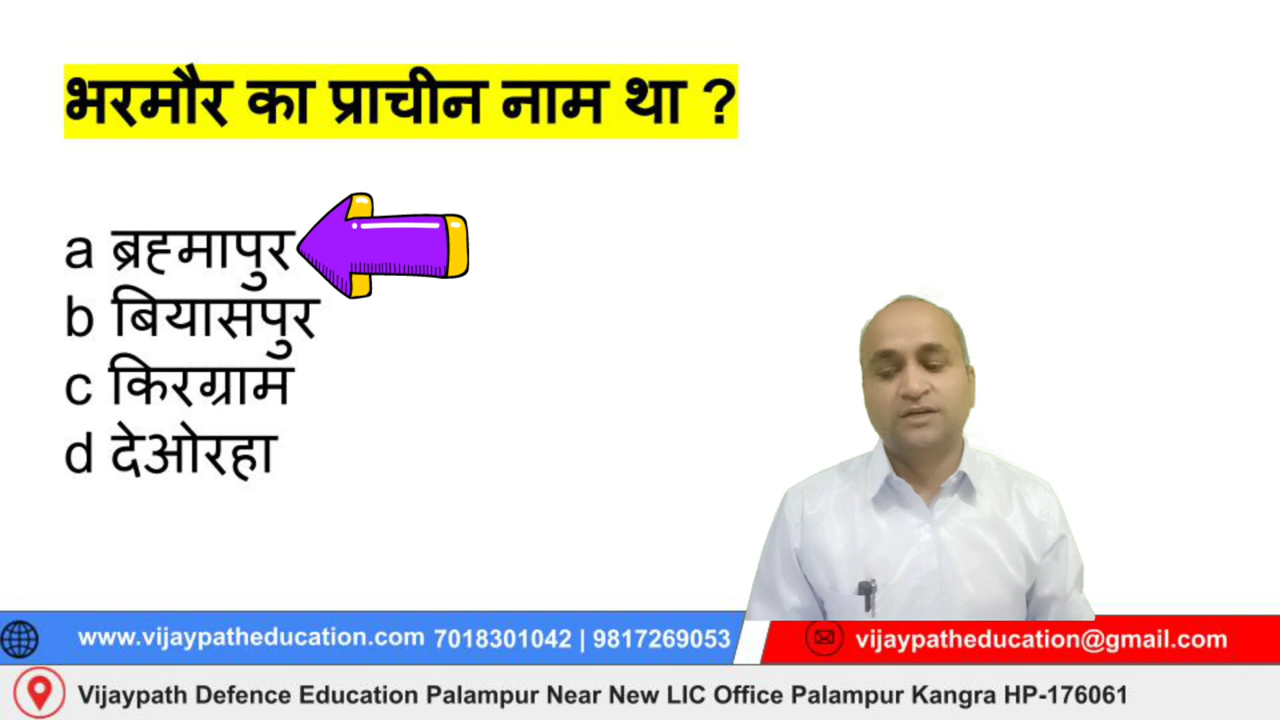 भरमौर का प्राचीन नाम था ?
a ब्रह्मापुर
b बियासपुर
c किरग्राम
d देओरहा
www.vijaypatheducation.com 7018301042 | 9817269053
vijaypatheducation@gmail.com
Vijaypath Defence Education Palampur Near New LIC Office Palampur Kangra HP-176061